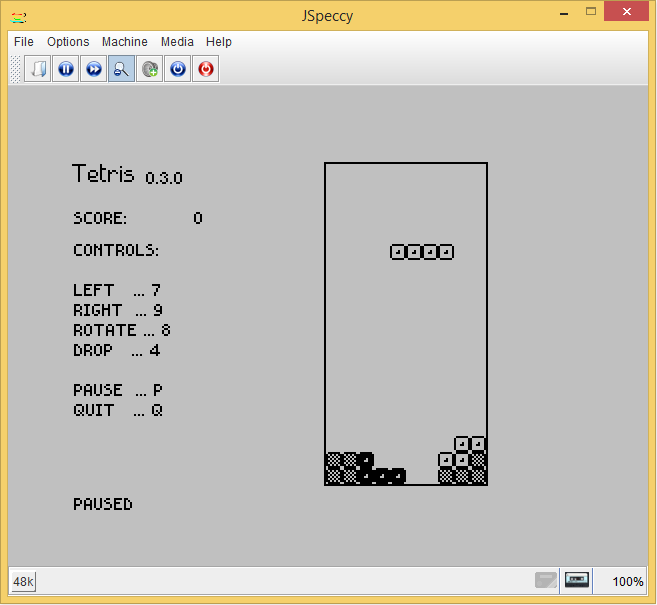 JSpeccy
File Options Machine Media Help
Tetris 0.3.0
SCORE: 0
CONTROLS:
LEFT ... 7
RIGHT ... 9
ROTATE ... 8
DROP ... 4
PAUSE ... P
QUIT ... Q
PAUSED
48k 100%